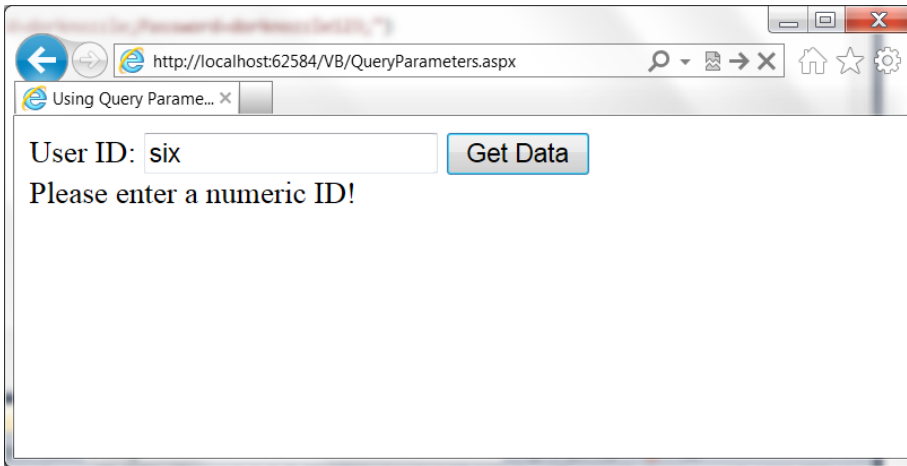 http://localhost:62584/VB/QueryParameters.aspx
Using Query Parame...
User ID: six Get Data
Please enter a numeric ID!